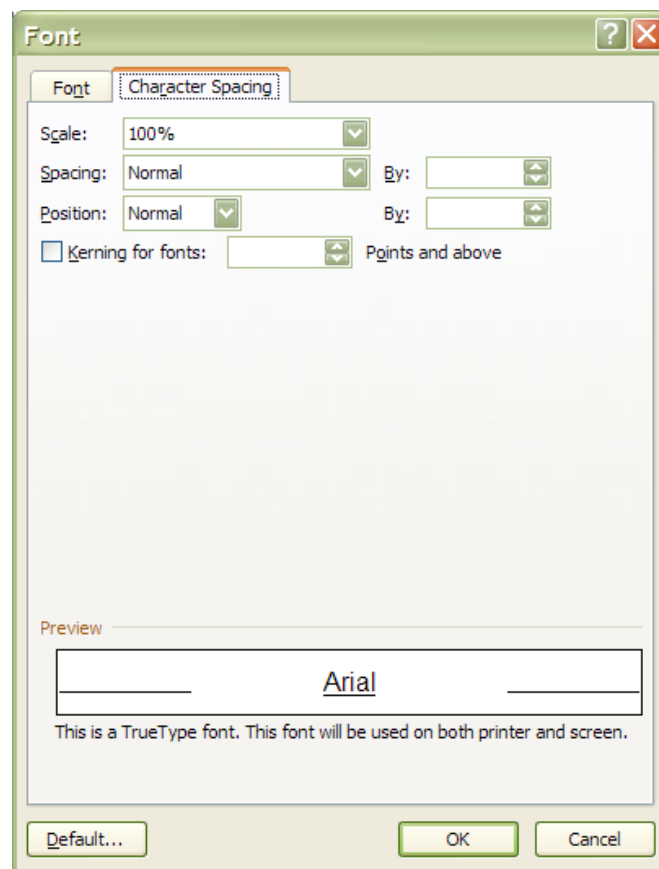 Font
Font Character Spacing
Scale: 100%
Spacing: Normal By:
Position: Normal By:
Kerning for fonts: Points and above
Preview
Arial
This is a TrueType font. This font will be used on both printer and screen.
Default... OK Cancel